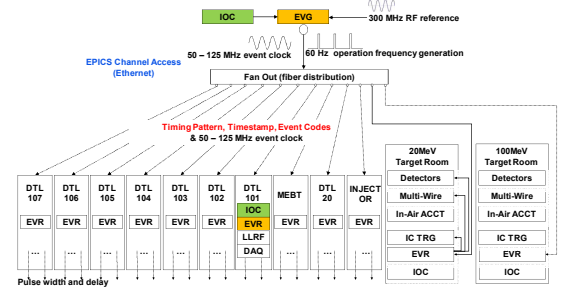 IOC
EVG
300 MHz RF reference
50 – 125 MHz event clock
60 Hz operation frequency generation
EPICS Channel Access
(Ethernet)
Fan Out (fiber distribution)
Timing Pattern, Timestamp, Event Codes
& 50 – 125 MHz event clock
DTL
107
EVR
...
DTL
106
EVR
...
DTL
105
EVR
...
DTL
104
EVR
...
DTL
103
EVR
...
DTL
102
EVR
...
DTL
101
IOC
EVR
LLRF
DAQ
MEBT
EVR
...
DTL
20
EVR
...
INJECT
OR
EVR
...
20MeV
Target Room
Detectors
Multi-Wire
In-Air ACCT
IC TRG
EVR
IOC
100MeV
Target Room
Detectors
Multi-Wire
In-Air ACCT
IC TRG
EVR
IOC
Pulse width and delay